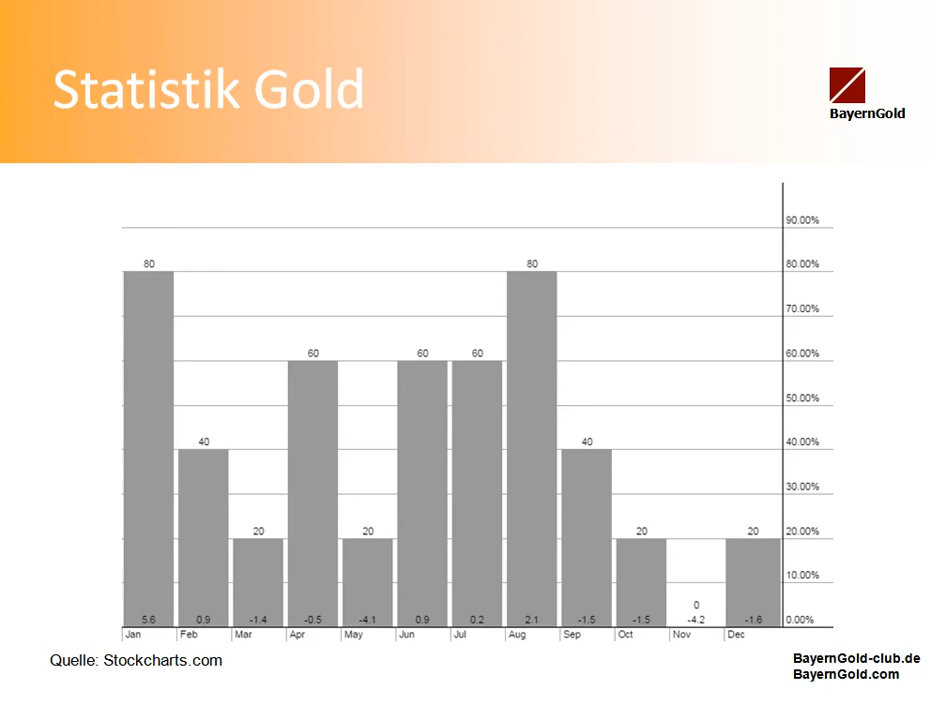 Statistik Gold
BayernGold
90.00%
80 80 80.00%
70.00%
60 60 60 60.00%
50.00%
40 40 40.00%
30.00%
20 20 20 20 20.00%
10.00%
0
5.6 0.9 -1.4 -0.5 -4.1 0.9 0.2 2.1 -1.5 -1.5 -4.2 -1.6 0.00%
Jan Feb Mar Apr May Jun Jul Aug Sep Oct Nov Dec
Quelle: Stockcharts.com
BayernGold-club.de
BayernGold.com